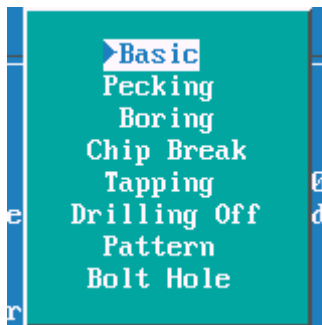 Basic
Pecking
Boring
Chip Break
Tapping
Drilling Off
Pattern
Bolt Hole